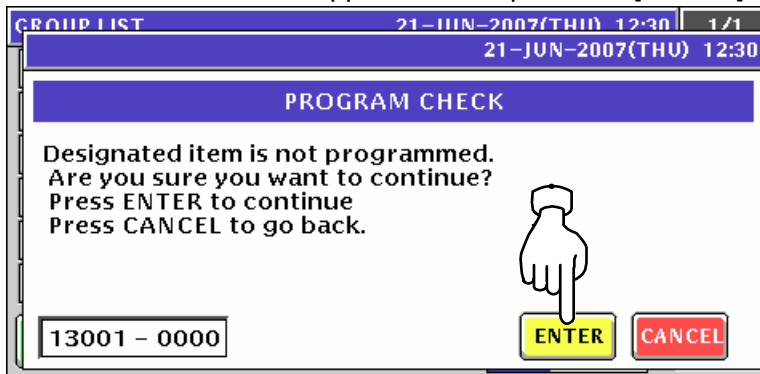 GROUP LIST 21-JUN-2007(THU) 12:30 1/1
21-JUN-2007(THU) 12:30
PROGRAM CHECK
Designated item is not programmed.
Are you sure you want to continue?
Press ENTER to continue
Press CANCEL to go back.
13001 - 0000 ENTER CANCEL